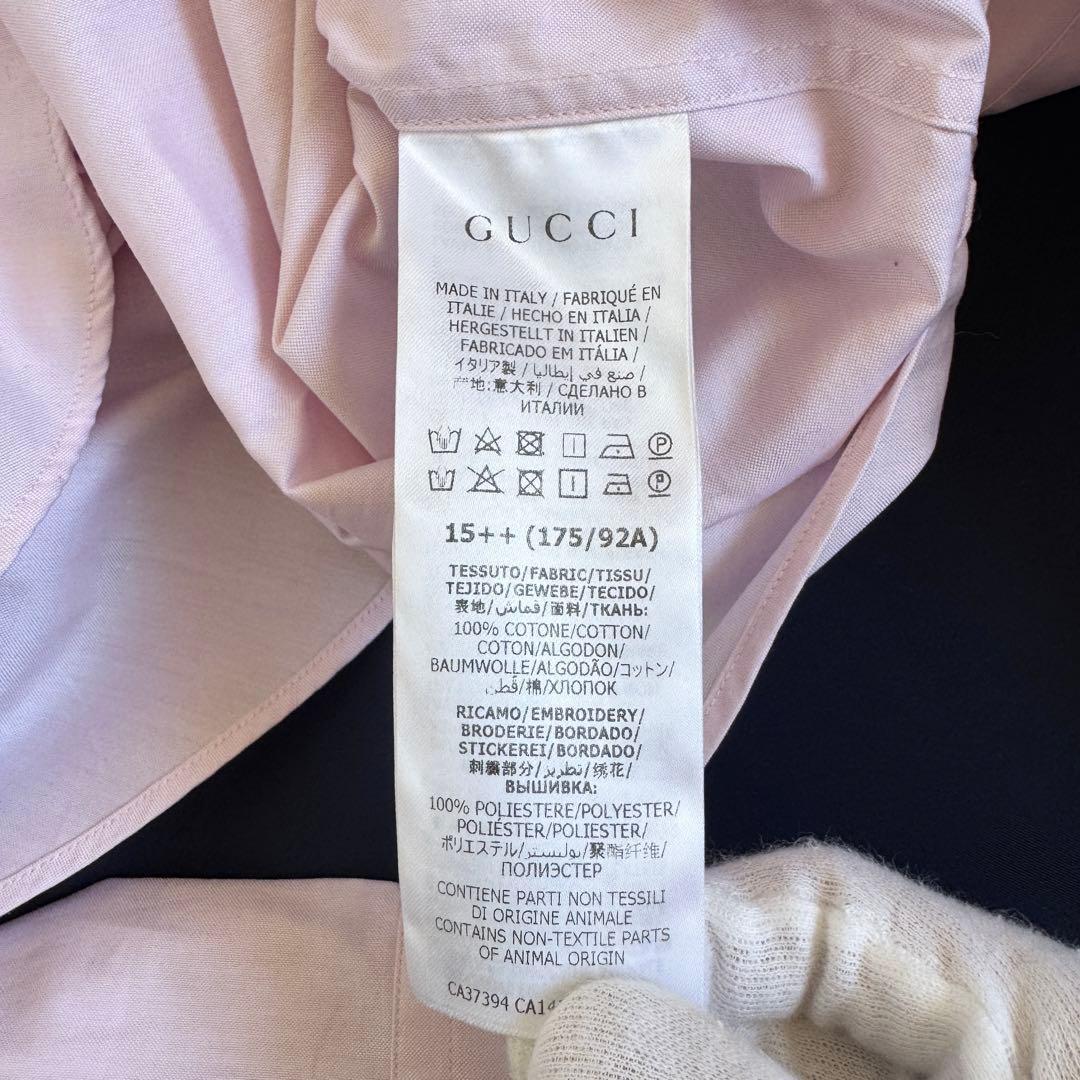 GUCCI
MADE IN ITALY / FABRIQUÉ EN
ITALIE / HECHO EN ITALIA /
HERGESTELLT IN ITALIEN /
FABRICADO EM ITÁLIA /
イタリア製 / صنع في إيطاليا /
产地:意大利 / СДЕЛАНО В
ИТАЛИИ
15++ (175/92A)
TESSUTO/FABRIC/TISSU/
TEJIDO/GEWEBE/TECIDO/
表地/قماش/面料/ТКАНЬ:
100% COTONE/COTTON/
COTON/ALGODON/
BAUMWOLLE/ALGODÃO/コットン/
قطن/棉/ХЛОПОК
RICAMO/EMBROIDERY/
BRODERIE/BORDADO/
STICKEREI/BORDADO/
刺繍部分/تطريز/绣花/
ВЫШИВКА:
100% POLIESTERE/POLYESTER/
POLIÉSTER/POLIESTER/
ポリエステル/بوليستر/聚酯纤维/
ПОЛИЭСТЕР
CONTIENE PARTI NON TESSILI
DI ORIGINE ANIMALE
CONTAINS NON-TEXTILE PARTS
OF ANIMAL ORIGIN
CA37394